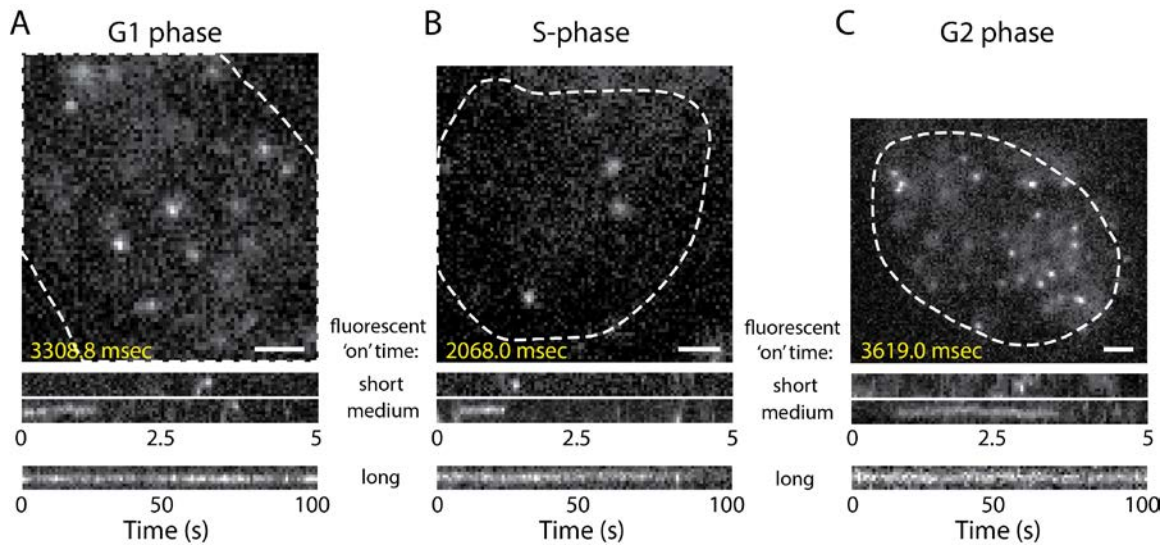 A
G1 phase
B
S-phase
C
G2 phase
3308.8 msec
fluorescent
'on' time:
2068.0 msec
fluorescent
'on' time:
3619.0 msec
short
medium
short
medium
0 2.5 5
0 2.5 5
0 2.5 5
long
long
0 50 100
0 50 100
0 50 100
Time (s)
Time (s)
Time (s)